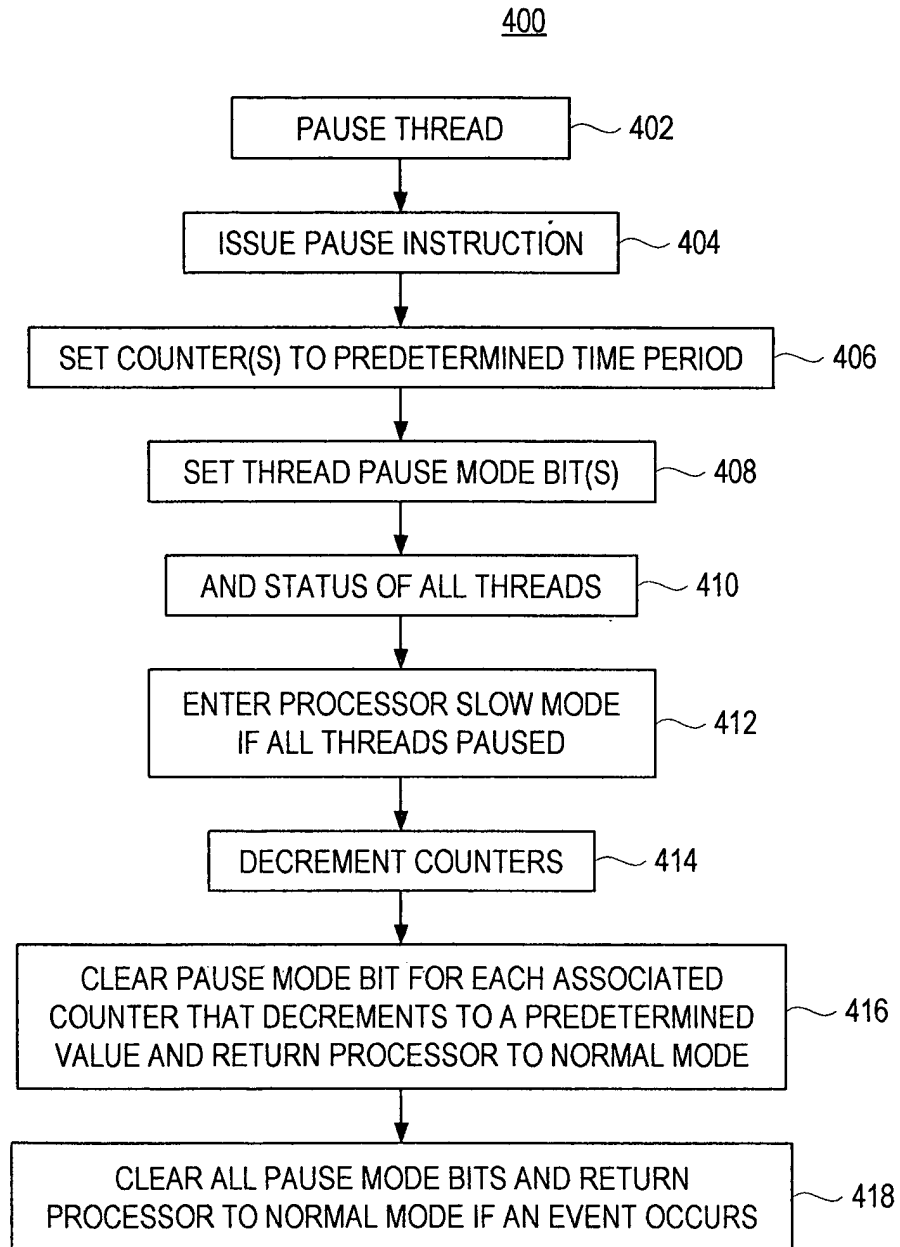 400
PAUSE THREAD
402
ISSUE PAUSE INSTRUCTION
404
SET COUNTER(S) TO PREDETERMINED TIME PERIOD
406
SET THREAD PAUSE MODE BIT(S)
408
AND STATUS OF ALL THREADS
410
ENTER PROCESSOR SLOW MODE
IF ALL THREADS PAUSED
412
DECREMENT COUNTERS
414
CLEAR PAUSE MODE BIT FOR EACH ASSOCIATED
COUNTER THAT DECREMENTS TO A PREDETERMINED
VALUE AND RETURN PROCESSOR TO NORMAL MODE
416
CLEAR ALL PAUSE MODE BITS AND RETURN
PROCESSOR TO NORMAL MODE IF AN EVENT OCCURS
418